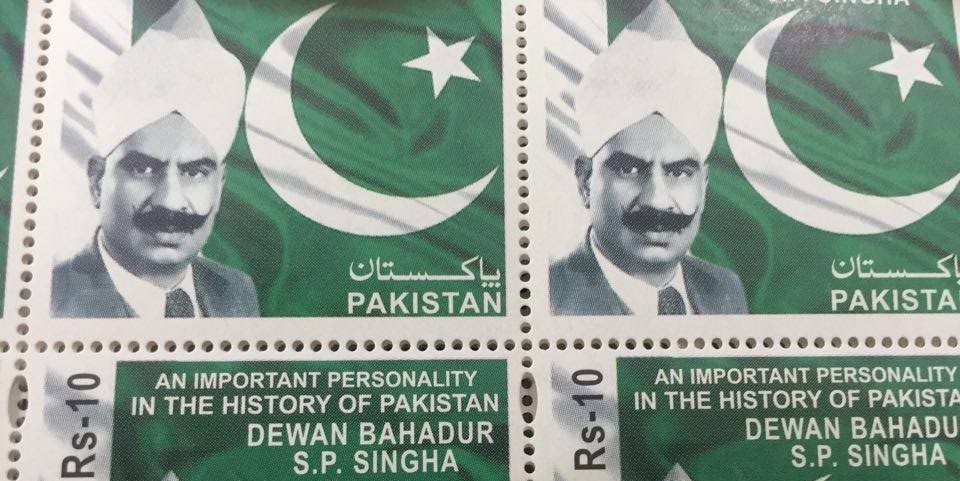 S.P. SINGHA
پاکستان
PAKISTAN
پاکستان
PAKISTA
Rs-10
AN IMPORTANT PERSONALITY
IN THE HISTORY OF PAKISTAN
DEWAN BAHADUR
S.P. SINGHA
Rs-10
AN IMPORTANT PERSONALITY
IN THE HISTORY OF PAKISTA
DEWAN BAHADU
S.P. SINGHA